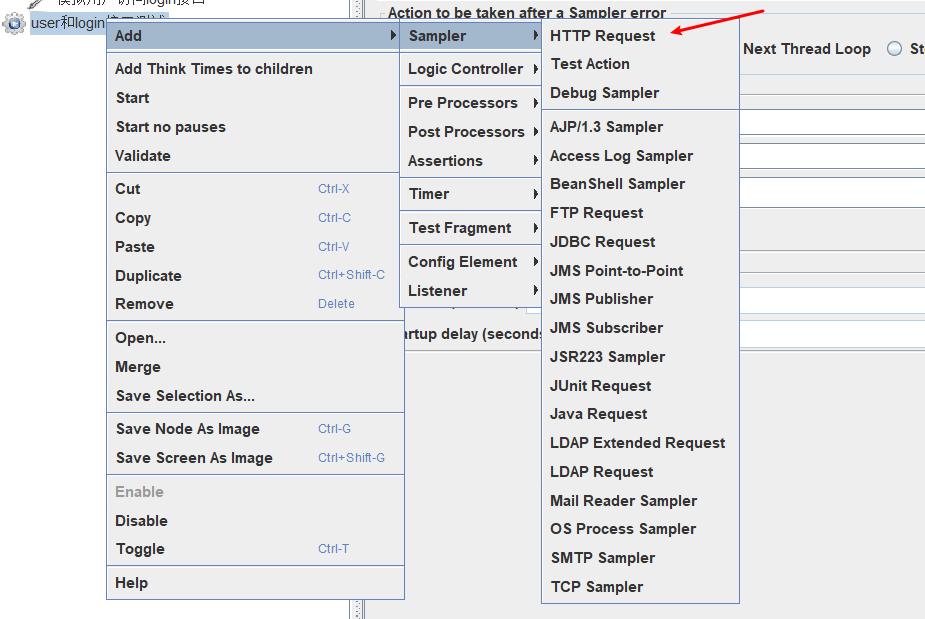 Action to be taken after a Sampler error
user和login
Next Thread Loop
Add
Add Think Times to children
Start
Start no pauses
Validate
Cut Ctrl-X
Copy Ctrl-C
Paste Ctrl-V
Duplicate Ctrl+Shift-C
Remove Delete
Open...
Merge
Save Selection As...
Save Node As Image Ctrl-G
Save Screen As Image Ctrl+Shift-G
Enable
Disable
Toggle Ctrl-T
Help
Sampler
Logic Controller
Pre Processors
Post Processors
Assertions
Timer
Test Fragment
Config Element
Listener
artup delay (seconds
HTTP Request
Test Action
Debug Sampler
AJP/1.3 Sampler
Access Log Sampler
BeanShell Sampler
FTP Request
JDBC Request
JMS Point-to-Point
JMS Publisher
JMS Subscriber
JSR223 Sampler
JUnit Request
Java Request
LDAP Extended Request
LDAP Request
Mail Reader Sampler
OS Process Sampler
SMTP Sampler
TCP Sampler